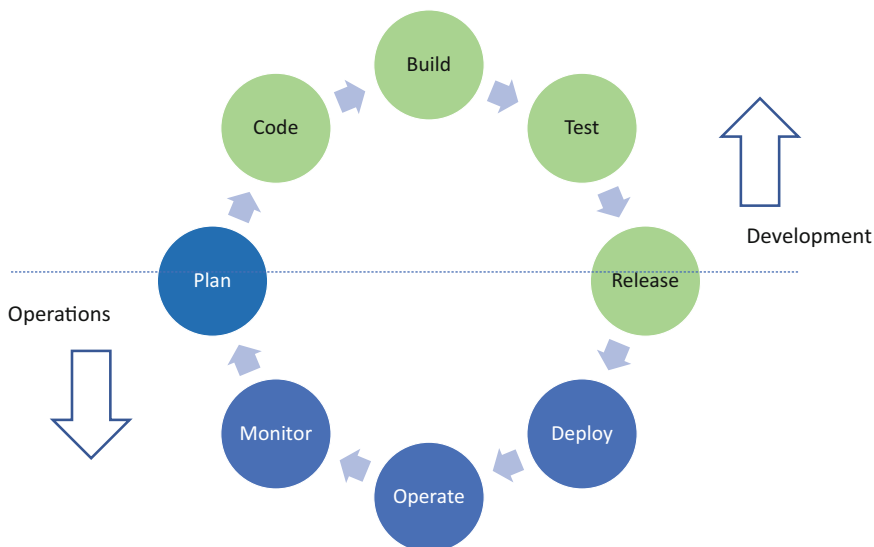 Build
Code
Test
Development
Plan
Release
Operations
Monitor
Deploy
Operate